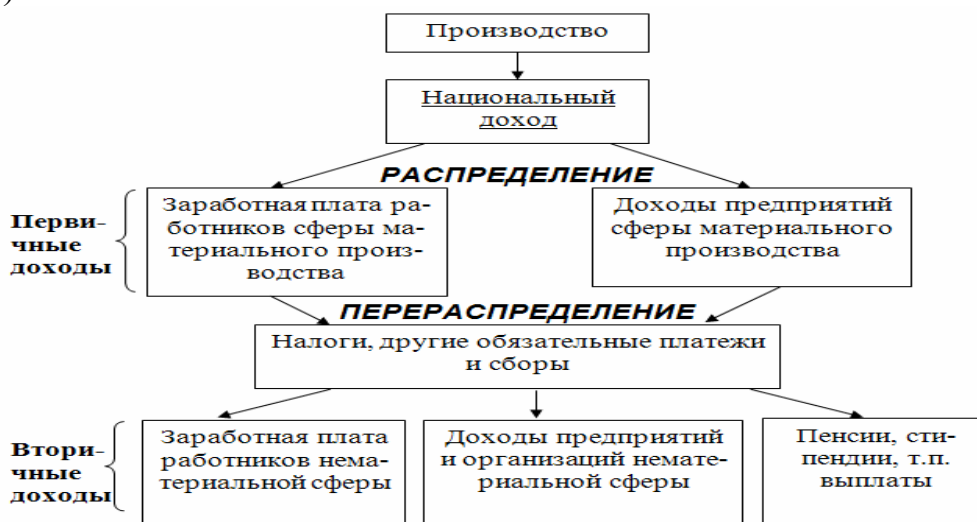 )
Производство
Национальный
доход
РАСПРЕДЕЛЕНИЕ
Первич-
чные
доходы
Заработная плата ра-
ботников сферы ма-
териального произ-
водства
Доходы предприятий
сферы материального
производства
ПЕРЕРАСПРЕДЕЛЕНИЕ
Налоги, другие обязательные платежи
и сборы
Втори-
чные
доходы
Заработная плата
работников нема-
териальной сферы
Доходы предприятий
и организаций немате-
риальной сферы
Пенсии, сти-
пендии, т.п.
выплаты